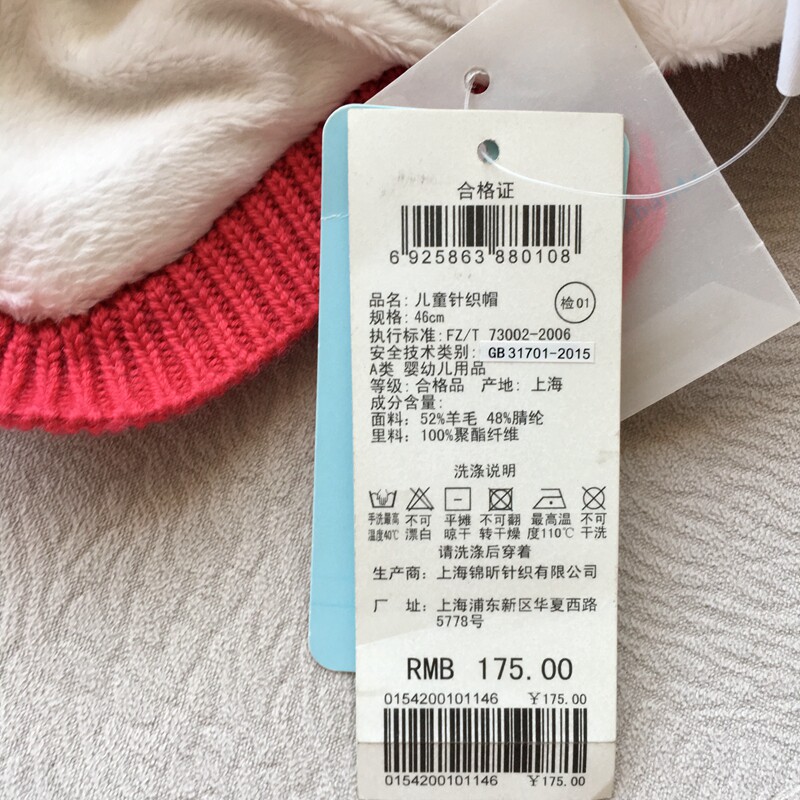 合格证
6 925863 880108
品名: 儿童针织帽
检01
规格: 46cm
执行标准: FZ/T 73002-2006
安全技术类别: GB 31701-2015
A类 婴幼儿用品
等级: 合格品 产地: 上海
成分含量:
面料: 52%羊毛 48%腈纶
里料: 100%聚酯纤维
洗涤说明
手洗最高温度40℃ 不可漂白 平摊晾干 不可翻转干燥 最高温度110℃ 不可干洗
请洗涤后穿着
生产商: 上海锦昕针织有限公司
厂 址: 上海浦东新区华夏西路
5778号
RMB 175.00
0154200101146 ¥175.00
0154200101146 ¥175.00